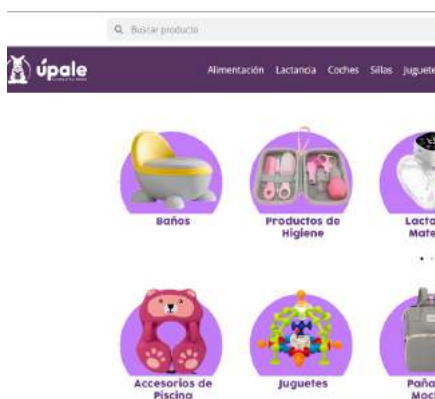 Buscar producto
úpale
Alimentación Lactancia Coches Sillas Juguete
Baños
Productos de
Higiene
Lacta
Mate
Accesorios de
Piscina
Juguetes
Paña
Moc